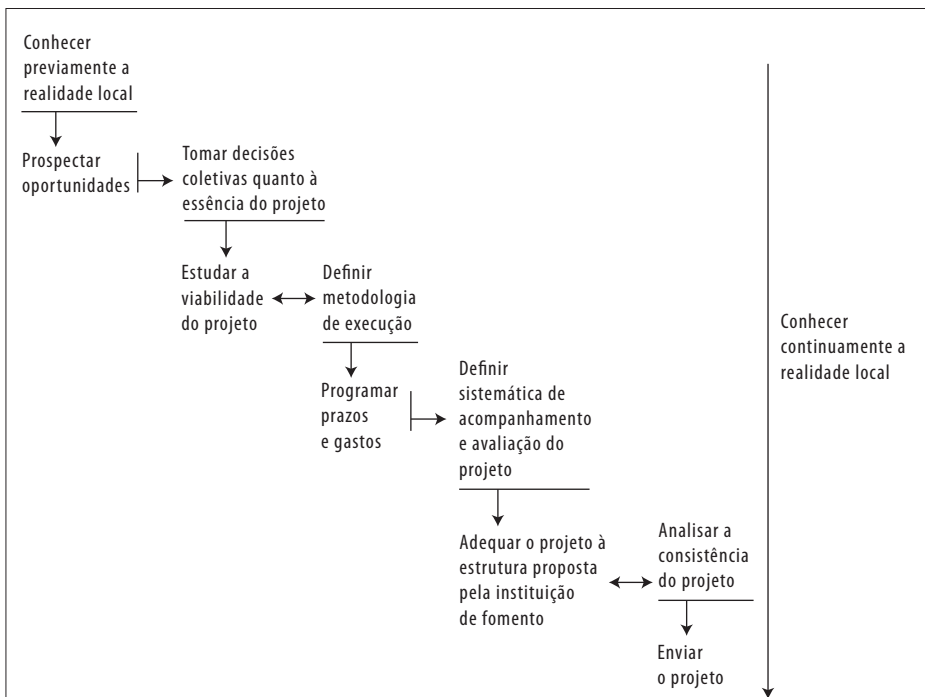 Conhecer
previamente a
realidade local
Prospectar
oportunidades
Tomar decisões
coletivas quanto à
essência do projeto
Estudar a
viabilidade
do projeto
Definir
metodologia
de execução
Programar
prazos
e gastos
Definir
sistemática de
acompanhamento
e avaliação do
projeto
Adequar o projeto à
estrutura proposta
pela instituição
de fomento
Analisar a
consistência
do projeto
Enviar
o projeto
Conhecer
continuamente a
realidade local